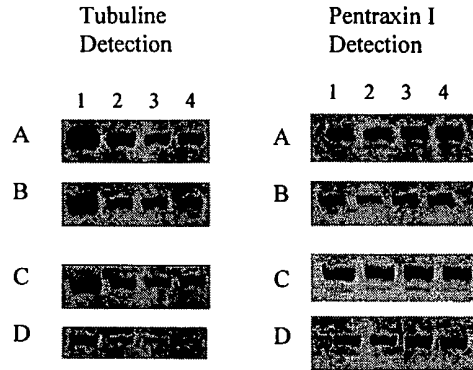 Tubuline
Detection
1 2 3 4
A
B
C
D
Pentraxin I
Detection
1 2 3 4
A
B
C
D